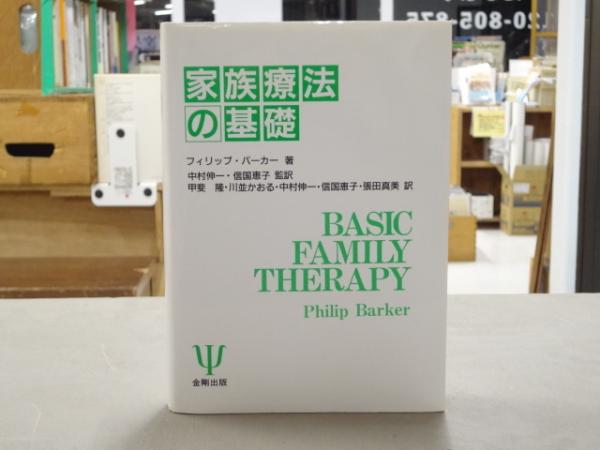 家族療法
の基礎
フィリップ・バーカー 著
中村伸一・信国恵子 監訳
甲斐 隆・川並かおる・中村伸一・信国恵子・張田真美 訳
BASIC
FAMILY
THERAPY
Philip Barker
金剛出版
20-805-875